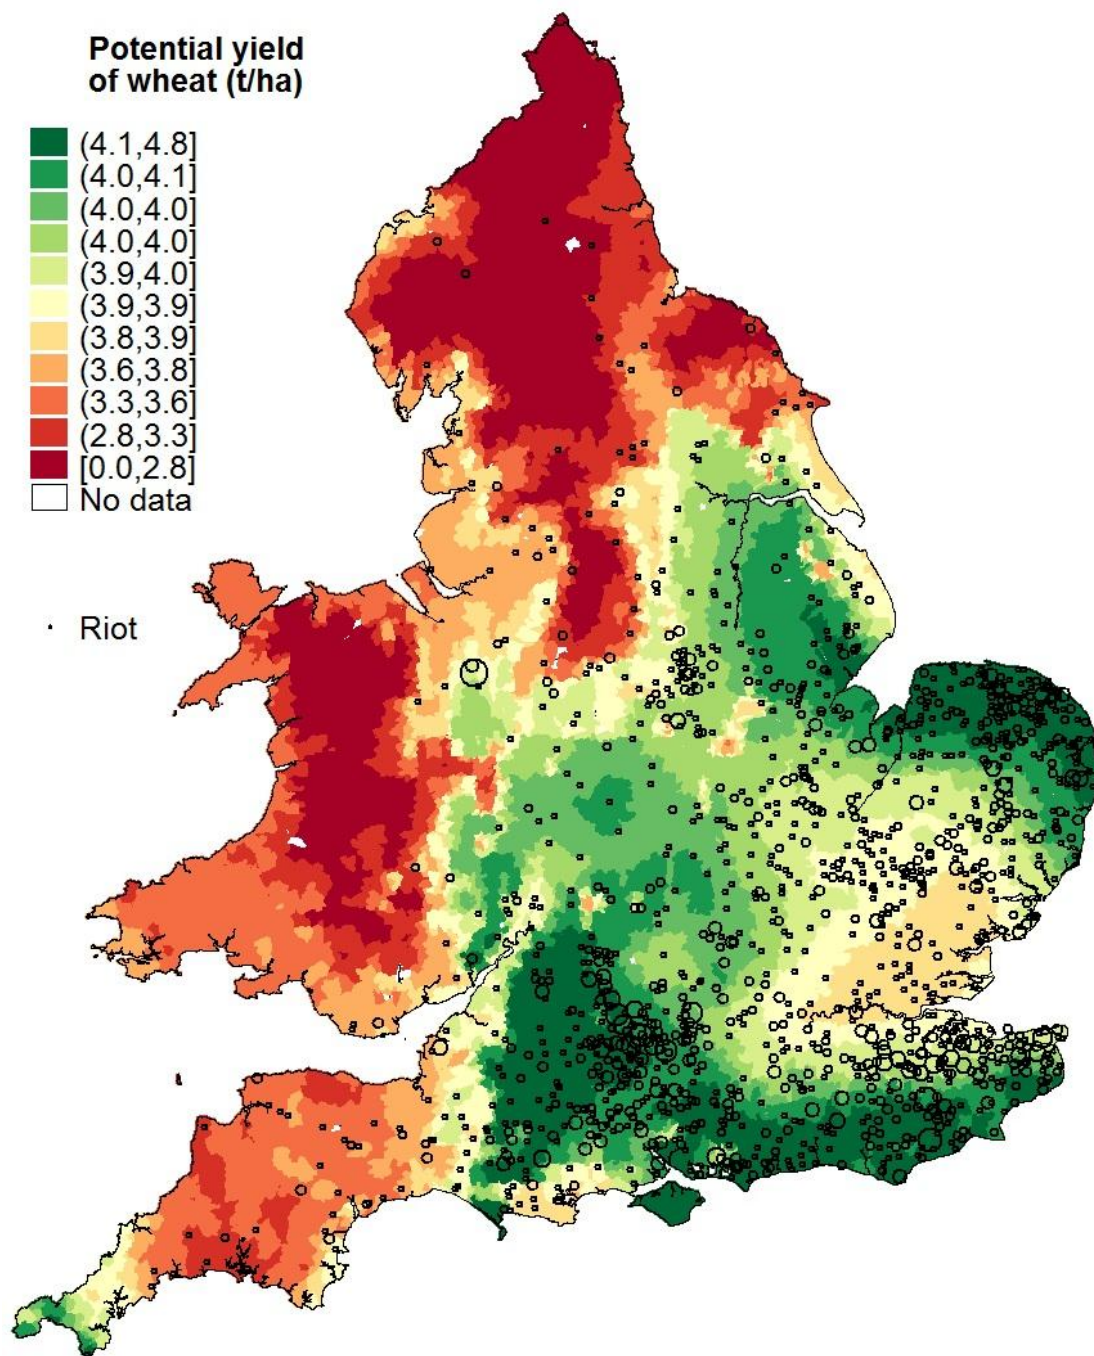 Potential yield
of wheat (t/ha)
(4.1,4.8]
(4.0,4.1]
(4.0,4.0]
(4.0,4.0]
(3.9,4.0]
(3.9,3.9]
(3.8,3.9]
(3.6,3.8]
(3.3,3.6]
(2.8,3.3]
[0.0,2.8]
No data
Riot